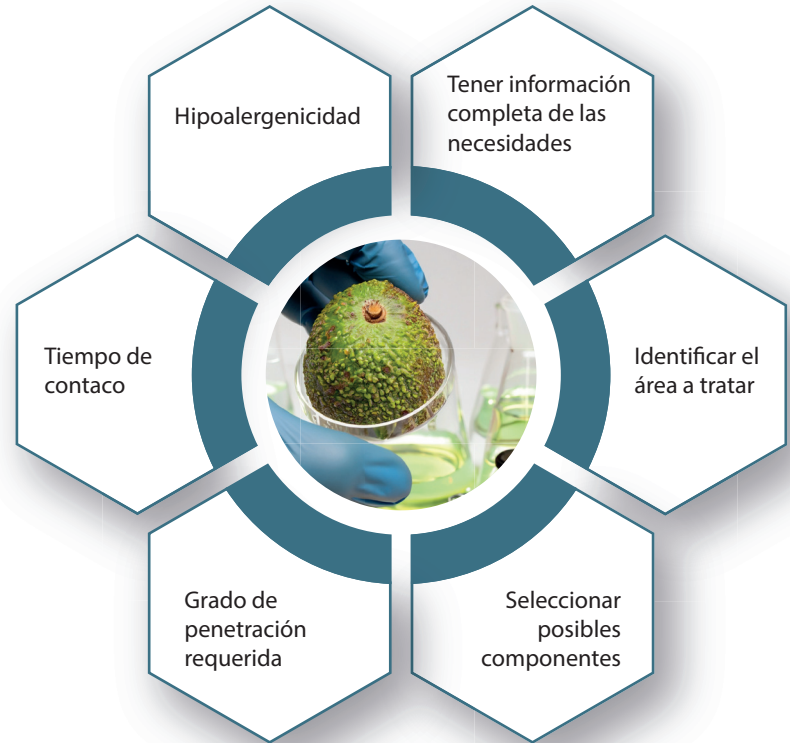 Hipoalergenicidad
Tener información
completa de las
necesidades
Tiempo de
contaco
Identificar el
área a tratar
Grado de
penetración
requerida
Seleccionar
posibles
componentes